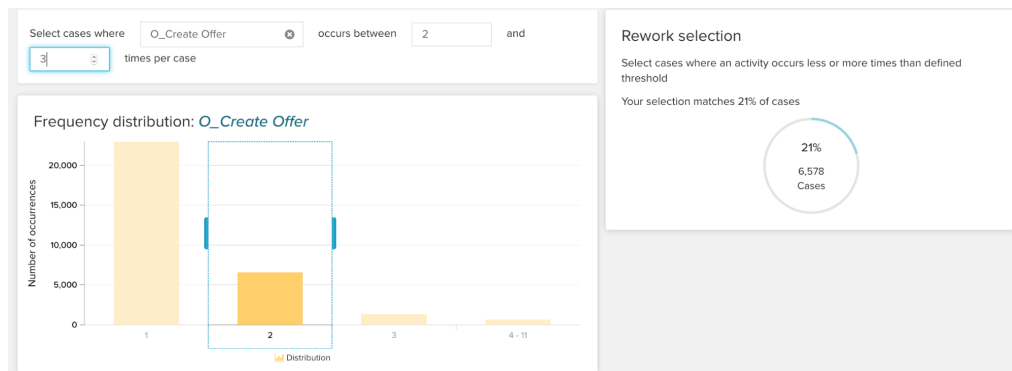 Select cases where O_Create Offer occurs between 2 and
3 times per case
Frequency distribution: O_Create Offer
Number of occurrences
20,000
15,000
10,000
5,000
0
1 2 3 4 - 11
Distribution
Rework selection
Select cases where an activity occurs less or more times than defined
threshold
Your selection matches 21% of cases
21%
6,578
Cases